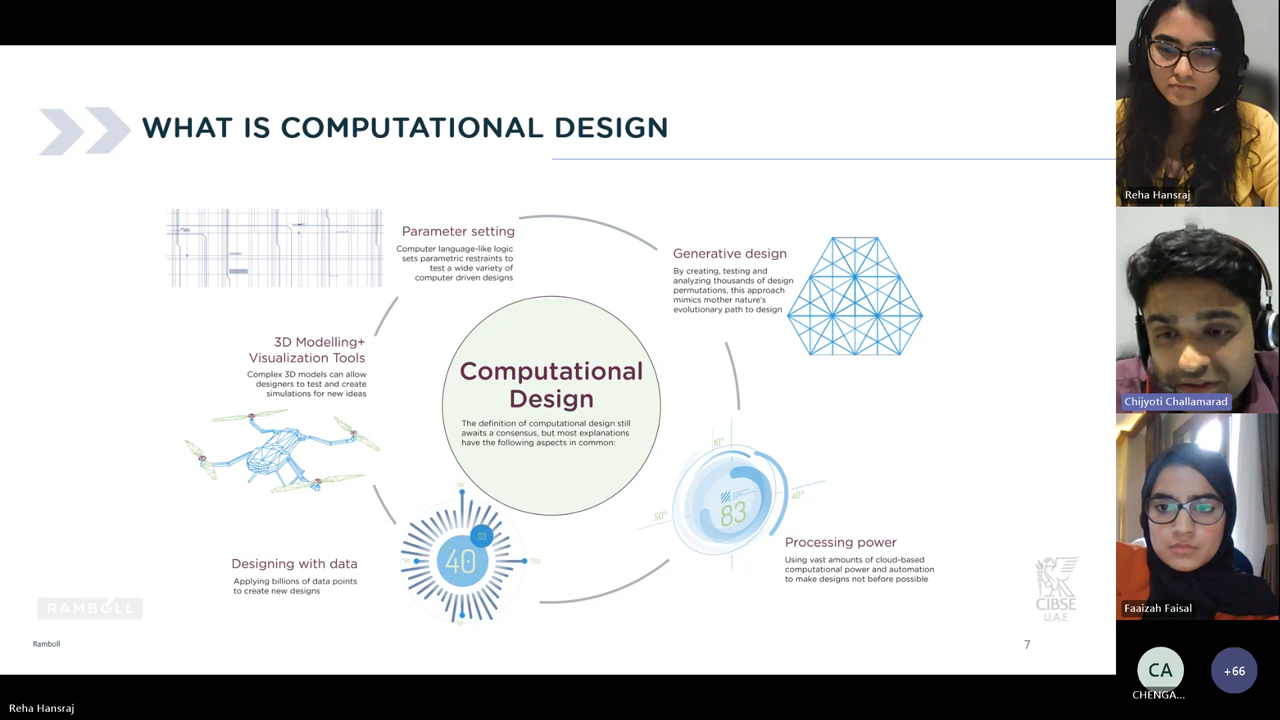 WHAT IS COMPUTATIONAL DESIGN
Parameter setting
Computer language-like logic
sets parametric restraints to
test a wide variety of
computer driven designs
Generative design
By creating, testing and
analyzing thousands of design
permutations, this approach
mimics mother nature's
evolutionary path to design
3D Modelling+
Visualization Tools
Complex 3D models can allow
designers to test and create
simulations for new ideas
Computational
Design
The definition of computational design still
awaits a consensus, but most explanations
have the following aspects in common:
Designing with data
Applying billions of data points
to create new designs
40
83
50%
40%
Processing power
Using vast amounts of cloud-based
computational power and automation
to make designs not before possible
RAMBOLL
Ramboll
CIBSE
U.A.E
7
Reha Hansraj
Chijyoti Challamarad
Faaizah Faisal
CA
CHENGA...
+66
Reha Hansraj